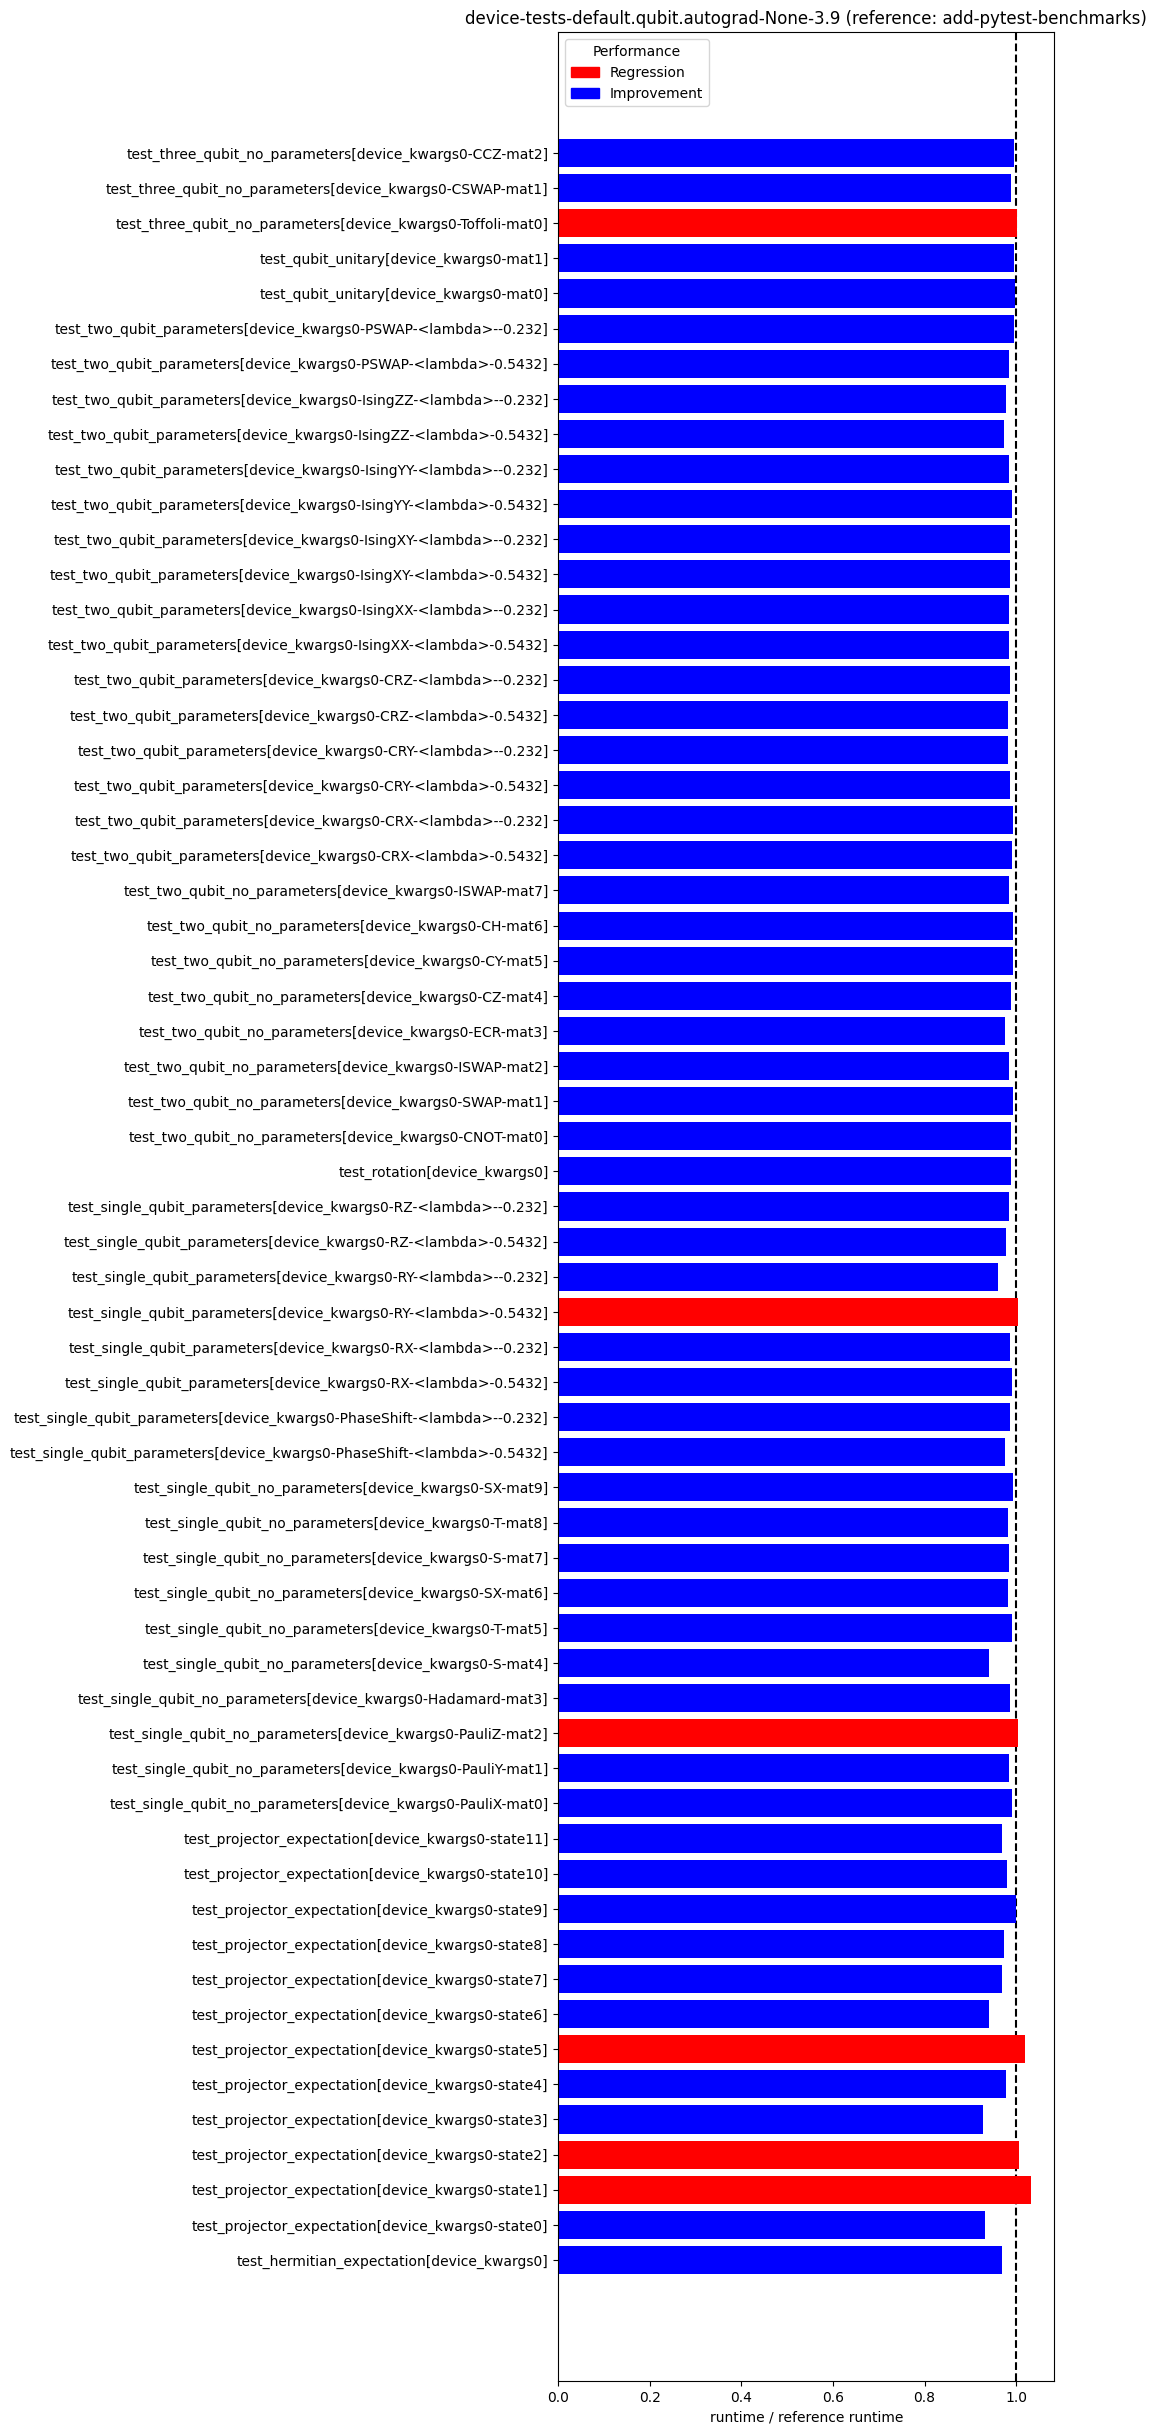 device-tests-default.qubit.autograd-None-3.9 (reference: add-pytest-benchmarks)
Performance
Regression
Improvement
test_three_qubit_no_parameters[device_kwargs0-CCZ-mat2]
test_three_qubit_no_parameters[device_kwargs0-CSWAP-mat1]
test_three_qubit_no_parameters[device_kwargs0-Toffoli-mat0]
test_qubit_unitary[device_kwargs0-mat1]
test_qubit_unitary[device_kwargs0-mat0]
test_two_qubit_parameters[device_kwargs0-PSWAP-<lambda>--0.232]
test_two_qubit_parameters[device_kwargs0-PSWAP-<lambda>-0.5432]
test_two_qubit_parameters[device_kwargs0-IsingZZ-<lambda>--0.232]
test_two_qubit_parameters[device_kwargs0-IsingZZ-<lambda>-0.5432]
test_two_qubit_parameters[device_kwargs0-IsingYY-<lambda>--0.232]
test_two_qubit_parameters[device_kwargs0-IsingYY-<lambda>-0.5432]
test_two_qubit_parameters[device_kwargs0-IsingXY-<lambda>--0.232]
test_two_qubit_parameters[device_kwargs0-IsingXY-<lambda>-0.5432]
test_two_qubit_parameters[device_kwargs0-IsingXX-<lambda>--0.232]
test_two_qubit_parameters[device_kwargs0-IsingXX-<lambda>-0.5432]
test_two_qubit_parameters[device_kwargs0-CRZ-<lambda>--0.232]
test_two_qubit_parameters[device_kwargs0-CRZ-<lambda>-0.5432]
test_two_qubit_parameters[device_kwargs0-CRY-<lambda>--0.232]
test_two_qubit_parameters[device_kwargs0-CRY-<lambda>-0.5432]
test_two_qubit_parameters[device_kwargs0-CRX-<lambda>--0.232]
test_two_qubit_parameters[device_kwargs0-CRX-<lambda>-0.5432]
test_two_qubit_no_parameters[device_kwargs0-ISWAP-mat7]
test_two_qubit_no_parameters[device_kwargs0-CH-mat6]
test_two_qubit_no_parameters[device_kwargs0-CY-mat5]
test_two_qubit_no_parameters[device_kwargs0-CZ-mat4]
test_two_qubit_no_parameters[device_kwargs0-ECR-mat3]
test_two_qubit_no_parameters[device_kwargs0-ISWAP-mat2]
test_two_qubit_no_parameters[device_kwargs0-SWAP-mat1]
test_two_qubit_no_parameters[device_kwargs0-CNOT-mat0]
test_rotation[device_kwargs0]
test_single_qubit_parameters[device_kwargs0-RZ-<lambda>--0.232]
test_single_qubit_parameters[device_kwargs0-RZ-<lambda>-0.5432]
test_single_qubit_parameters[device_kwargs0-RY-<lambda>--0.232]
test_single_qubit_parameters[device_kwargs0-RY-<lambda>-0.5432]
test_single_qubit_parameters[device_kwargs0-RX-<lambda>--0.232]
test_single_qubit_parameters[device_kwargs0-RX-<lambda>-0.5432]
test_single_qubit_parameters[device_kwargs0-PhaseShift-<lambda>--0.232]
test_single_qubit_parameters[device_kwargs0-PhaseShift-<lambda>-0.5432]
test_single_qubit_no_parameters[device_kwargs0-SX-mat9]
test_single_qubit_no_parameters[device_kwargs0-T-mat8]
test_single_qubit_no_parameters[device_kwargs0-S-mat7]
test_single_qubit_no_parameters[device_kwargs0-SX-mat6]
test_single_qubit_no_parameters[device_kwargs0-T-mat5]
test_single_qubit_no_parameters[device_kwargs0-S-mat4]
test_single_qubit_no_parameters[device_kwargs0-Hadamard-mat3]
test_single_qubit_no_parameters[device_kwargs0-PauliZ-mat2]
test_single_qubit_no_parameters[device_kwargs0-PauliY-mat1]
test_single_qubit_no_parameters[device_kwargs0-PauliX-mat0]
test_projector_expectation[device_kwargs0-state11]
test_projector_expectation[device_kwargs0-state10]
test_projector_expectation[device_kwargs0-state9]
test_projector_expectation[device_kwargs0-state8]
test_projector_expectation[device_kwargs0-state7]
test_projector_expectation[device_kwargs0-state6]
test_projector_expectation[device_kwargs0-state5]
test_projector_expectation[device_kwargs0-state4]
test_projector_expectation[device_kwargs0-state3]
test_projector_expectation[device_kwargs0-state2]
test_projector_expectation[device_kwargs0-state1]
test_projector_expectation[device_kwargs0-state0]
test_hermitian_expectation[device_kwargs0]
0.0 0.2 0.4 0.6 0.8 1.0
runtime / reference runtime